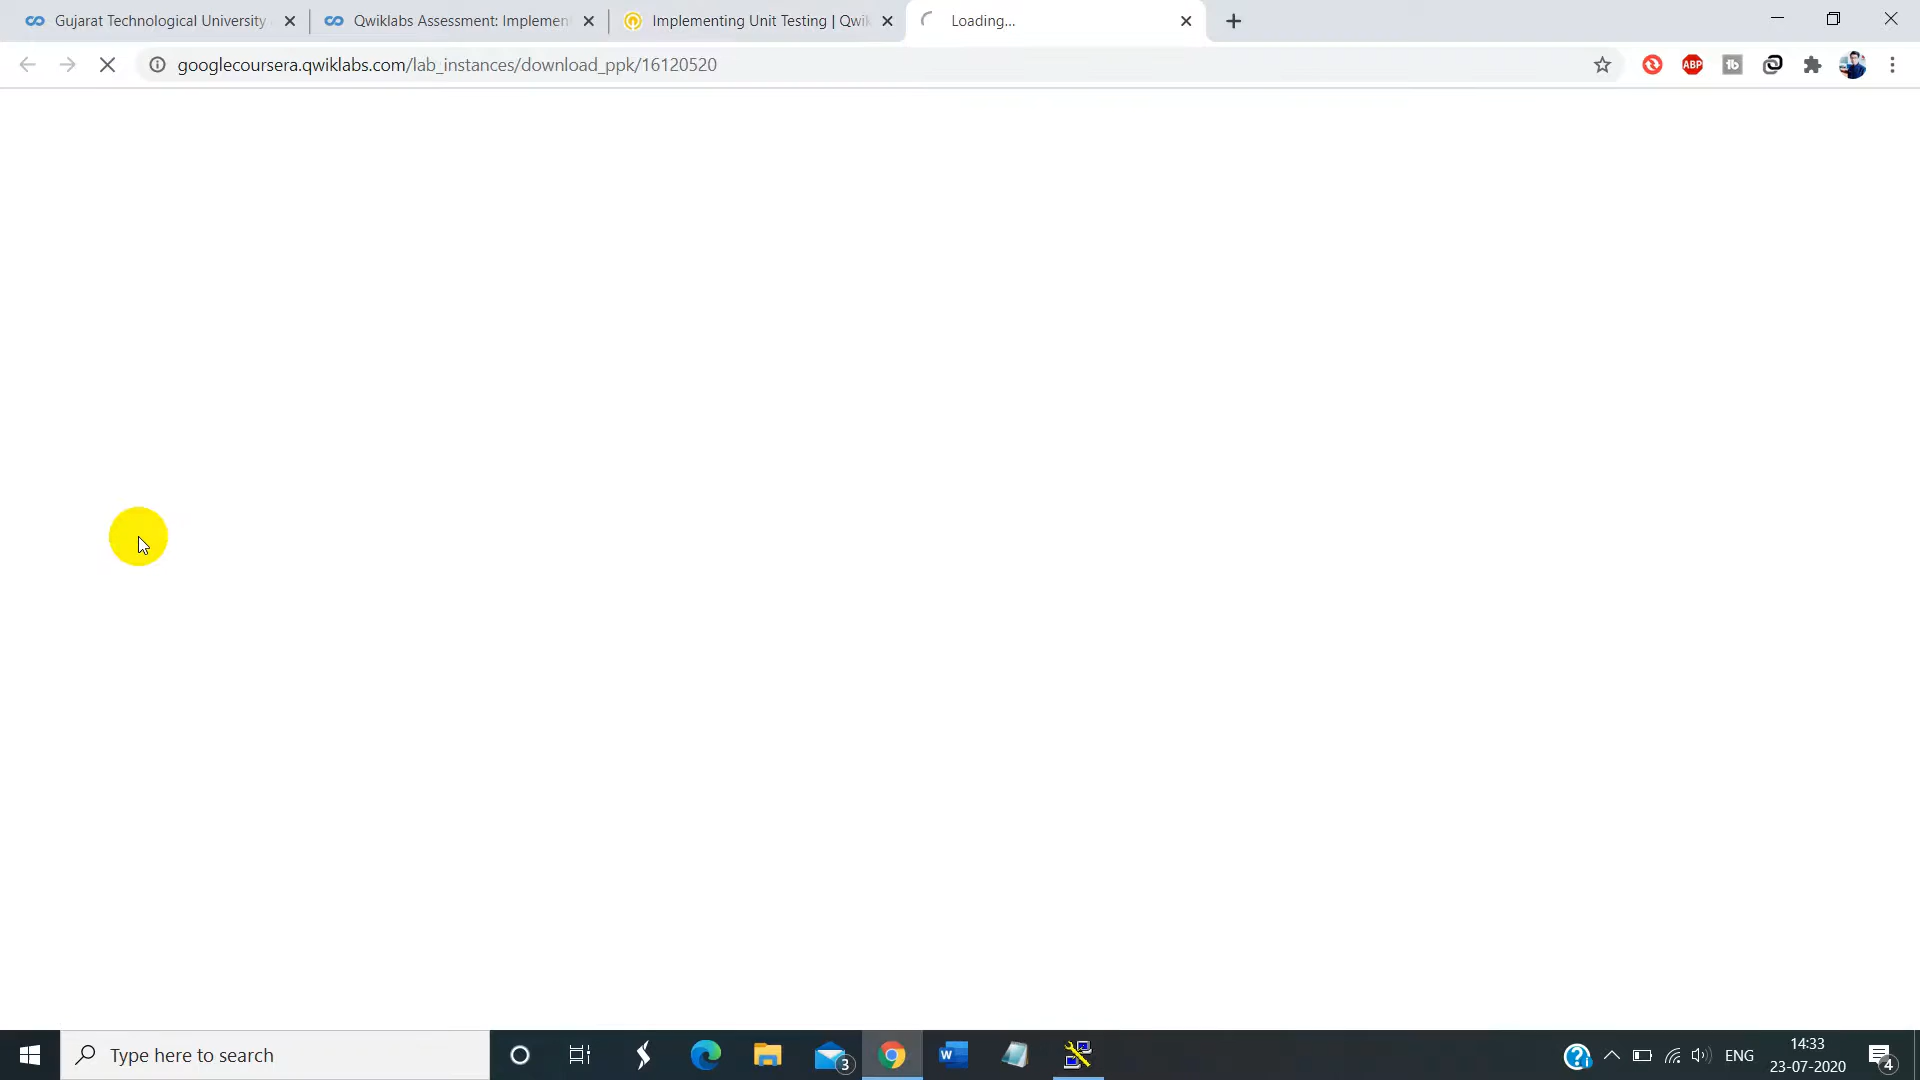 Gujarat Technological University
Qwiklabs Assessment: Implemen
Implementing Unit Testing | Qwik
Loading...
googlecoursera.qwiklabs.com/lab_instances/download_ppk/16120520
ABP
Type here to search
3
W
ENG
14:33
23-07-2020
4